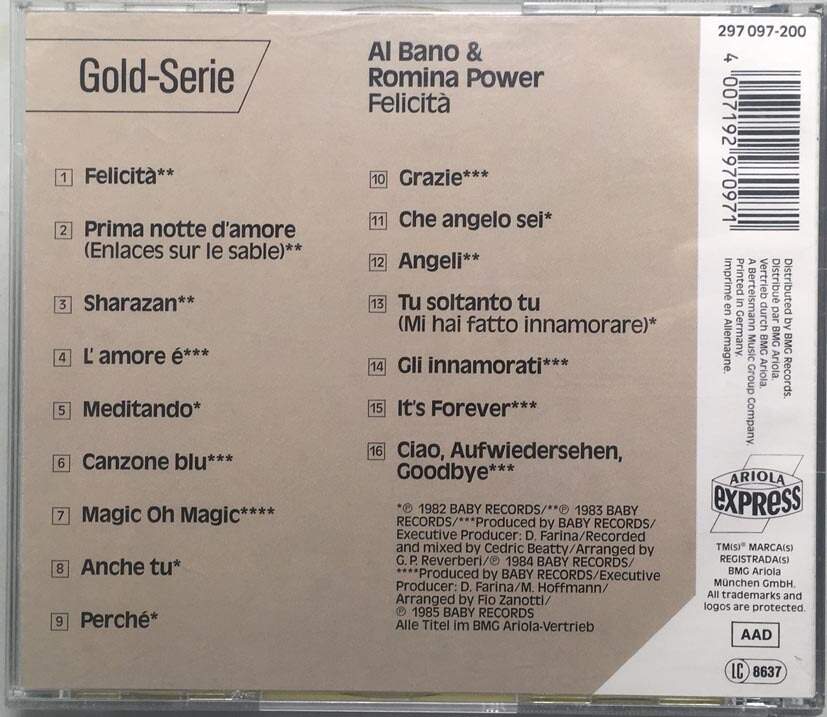 Gold-Serie
Al Bano &
Romina Power
Felicità
1 Felicità**
2 Prima notte d'amore
(Enlaces sur le sable)**
3 Sharazan**
4 L'amore é***
5 Meditando*
6 Canzone blu***
7 Magic Oh Magic****
8 Anche tu*
9 Perché*
10 Grazie***
11 Che angelo sei*
12 Angeli**
13 Tu soltanto tu
(Mi hai fatto innamorare)*
14 Gli innamorati***
15 It's Forever***
16 Ciao, Aufwiedersehen,
Goodbye***
*℗ 1982 BABY RECORDS/**℗ 1983 BABY
RECORDS/***Produced by BABY RECORDS/
Executive Producer: D. Farina/Recorded
and mixed by Cedric Beatty/Arranged by
G. P. Reverberi/℗ 1984 BABY RECORDS/
****Produced by BABY RECORDS/Executive
Producer: D. Farina/M. Hoffmann/
Arranged by Fio Zanotti/
℗ 1985 BABY RECORDS
Alle Titel im BMG Ariola-Vertrieb
297 097-200
4 007192 970971
Distributed by BMG Records.
Distribué par BMG Ariola.
Vertrieb durch BMG Ariola.
A Bertelsmann Music Group Company.
Printed in Germany.
Imprimé en Allemagne.
ARIOLA
EXPRESS
TM(S)® MARCA(S)
REGISTRADA(S)
BMG Ariola
München GmbH.
All trademarks and
logos are protected.
AAD
LC 8637